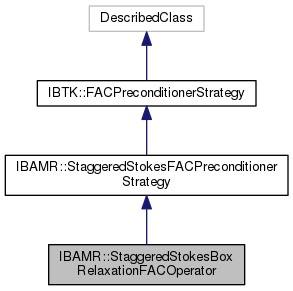 DescribedClass
IBTK::FACPreconditionerStrategy
IBAMR::StaggeredStokesFACPreconditioner
Strategy
IBAMR::StaggeredStokesBox
RelaxationFACOperator